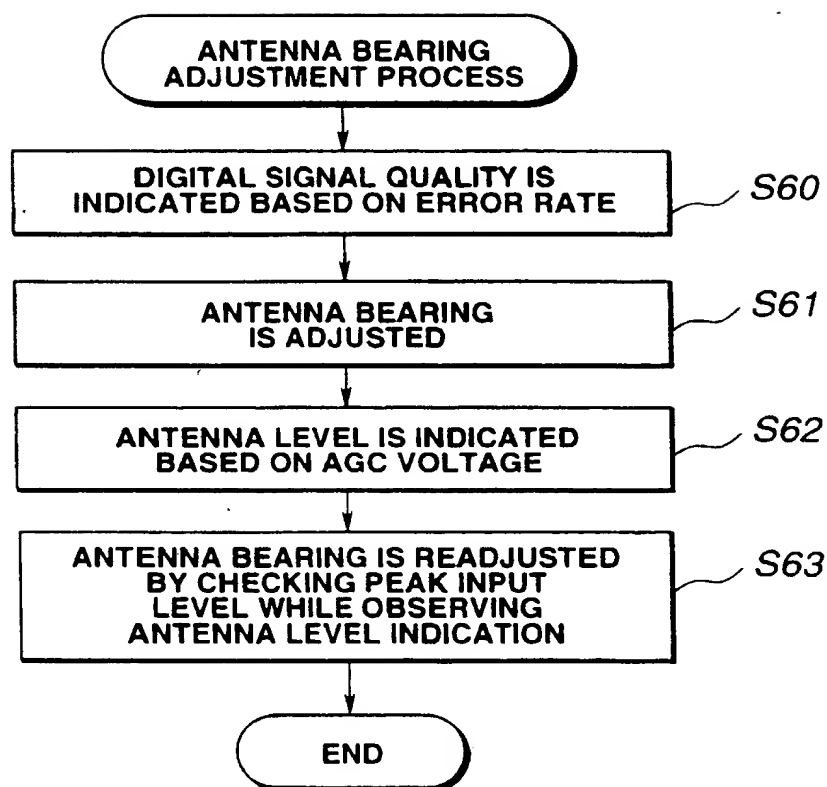 ANTENNA BEARING
ADJUSTMENT PROCESS
DIGITAL SIGNAL QUALITY IS
INDICATED BASED ON ERROR RATE
S60
ANTENNA BEARING
IS ADJUSTED
S61
ANTENNA LEVEL IS INDICATED
BASED ON AGC VOLTAGE
S62
ANTENNA BEARING IS READJUSTED
BY CHECKING PEAK INPUT
LEVEL WHILE OBSERVING
ANTENNA LEVEL INDICATION
S63
END